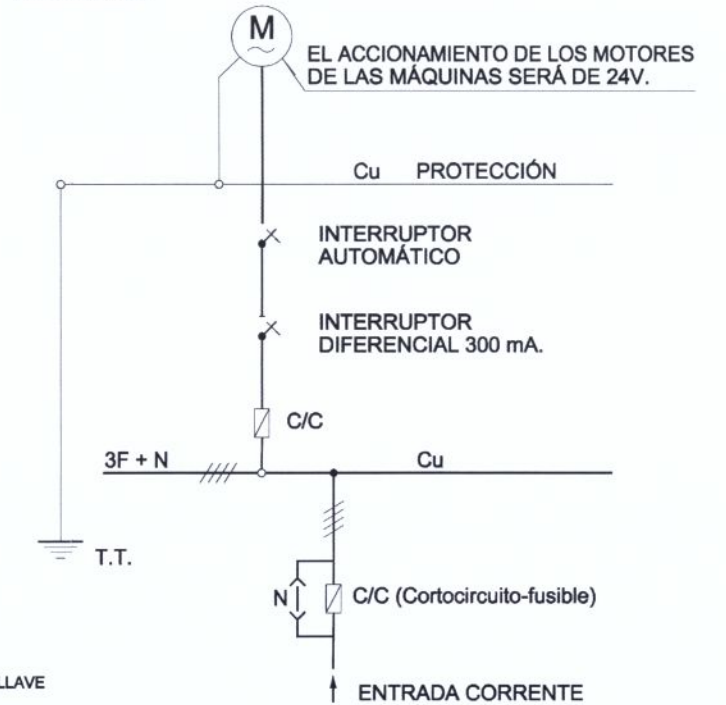 M
EL ACCIONAMIENTO DE LOS MOTORES
DE LAS MÁQUINAS SERÁ DE 24V.
Cu PROTECCIÓN
INTERRUPTOR
AUTOMÁTICO
INTERRUPTOR
DIFERENCIAL 300 mA.
C/C
3F + N
Cu
T.T.
N
C/C (Cortocircuito-fusible)
LLAVE
ENTRADA CORRENTE